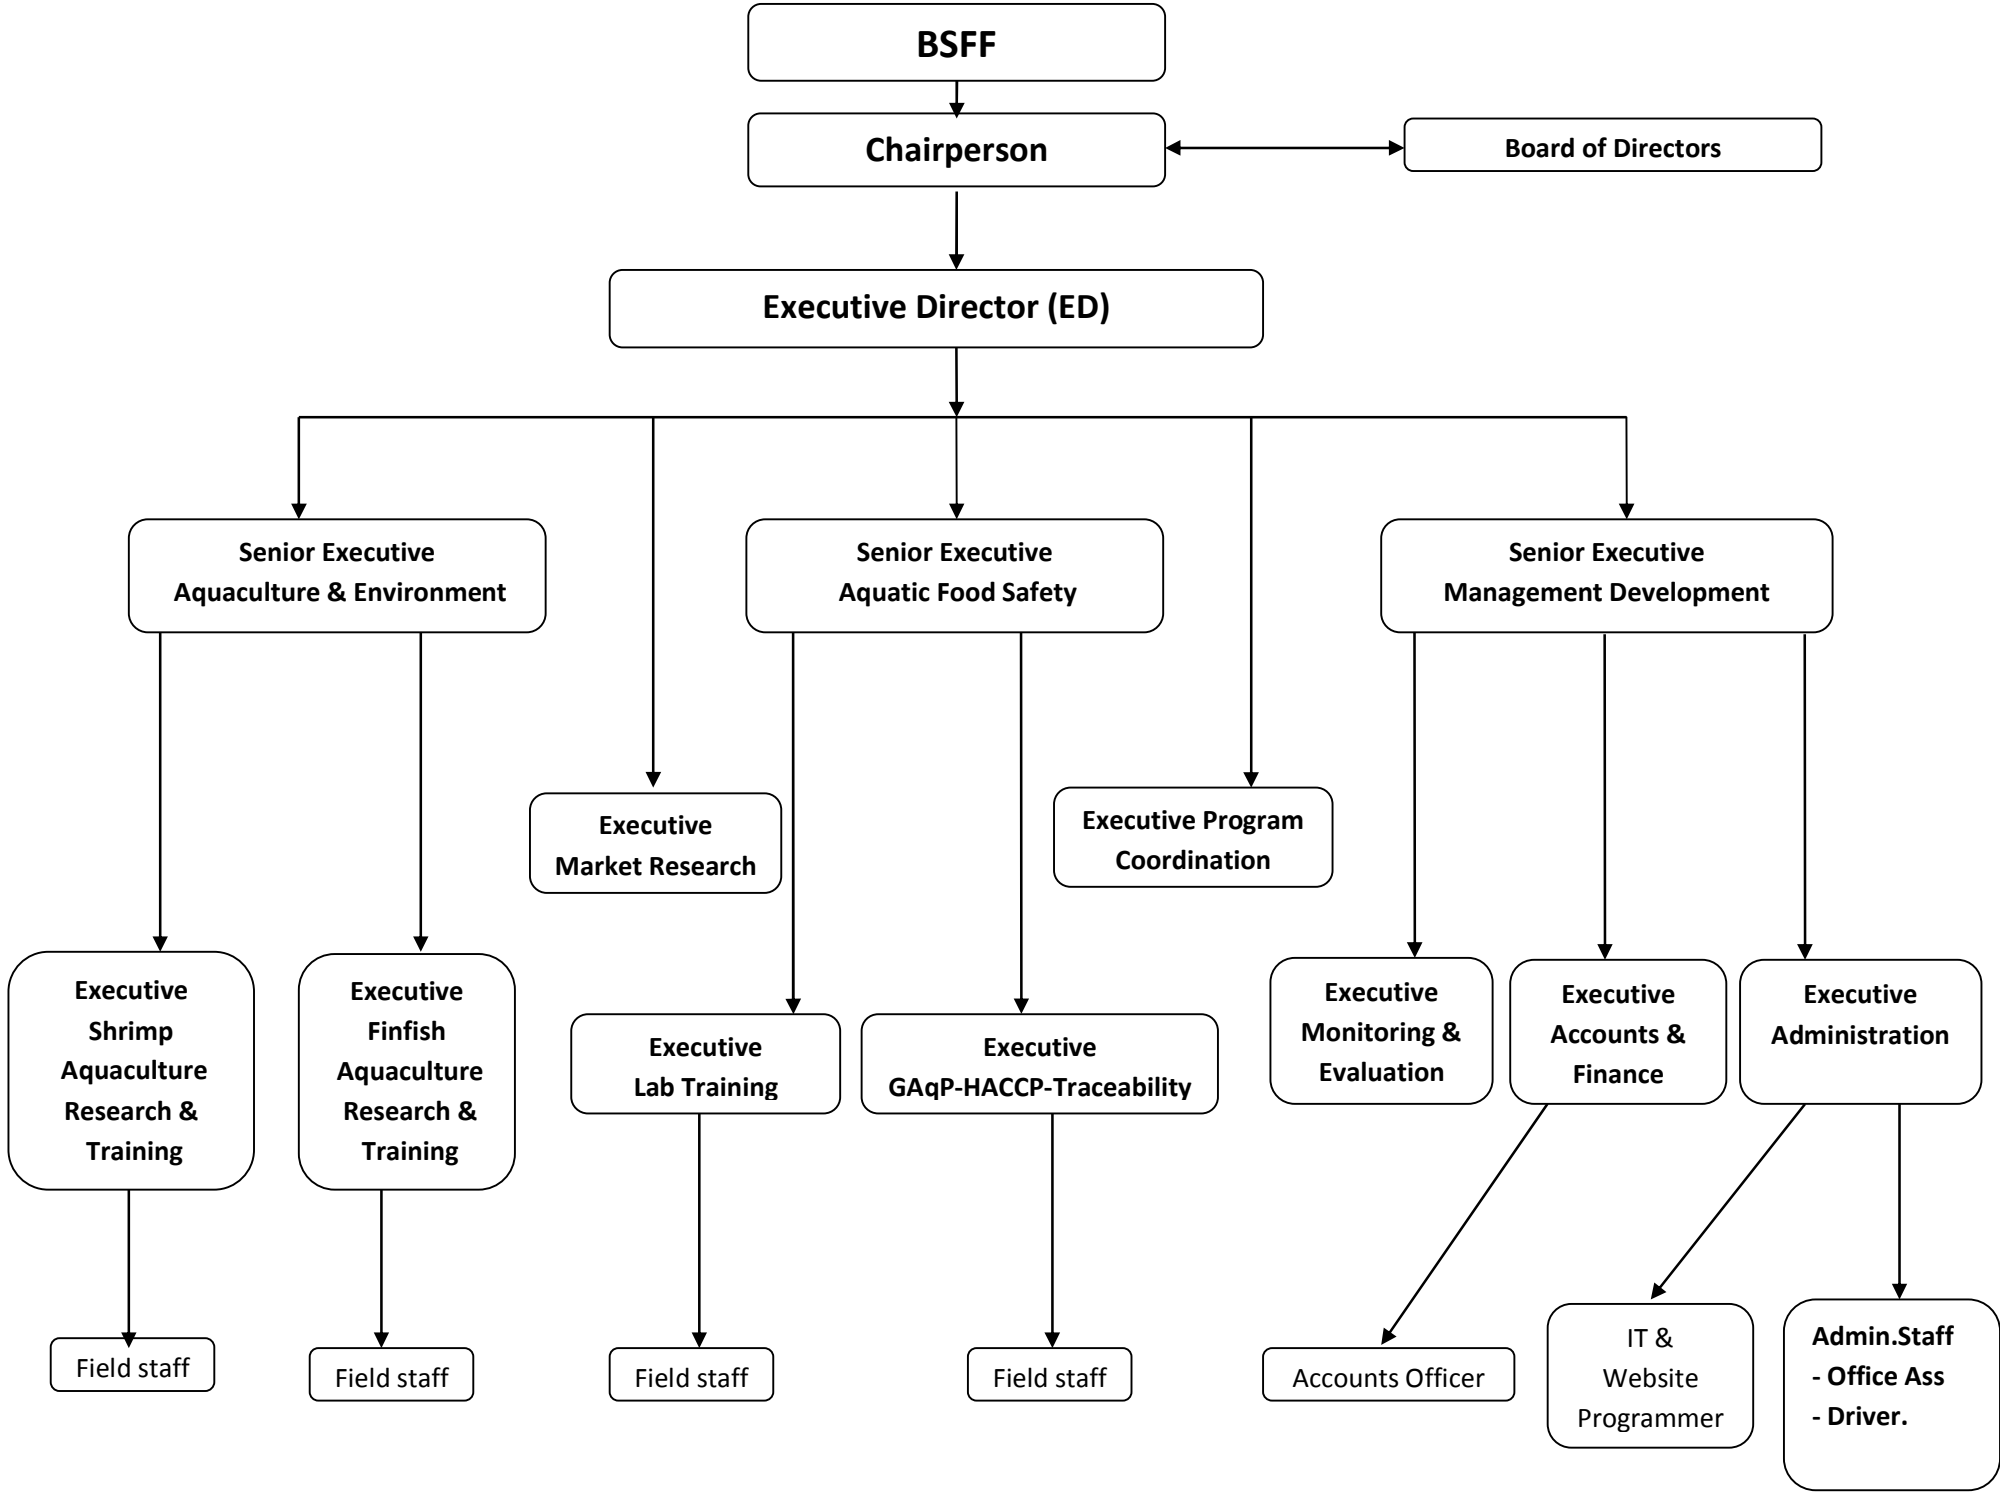 BSFF
Chairperson
Board of Directors
Executive Director (ED)
Senior Executive
Aquaculture & Environment
Senior Executive
Aquatic Food Safety
Senior Executive
Management Development
Executive
Market Research
Executive Program
Coordination
Executive
Shrimp
Aquaculture
Research &
Training
Executive
Finfish
Aquaculture
Research &
Training
Executive
Lab Training
Executive
GAqP-HACCP-Traceability
Executive
Monitoring &
Evaluation
Executive
Accounts &
Finance
Executive
Administration
Field staff
Field staff
Field staff
Field staff
Accounts Officer
IT &
Website
Programmer
Admin.Staff
- Office Ass
- Driver.